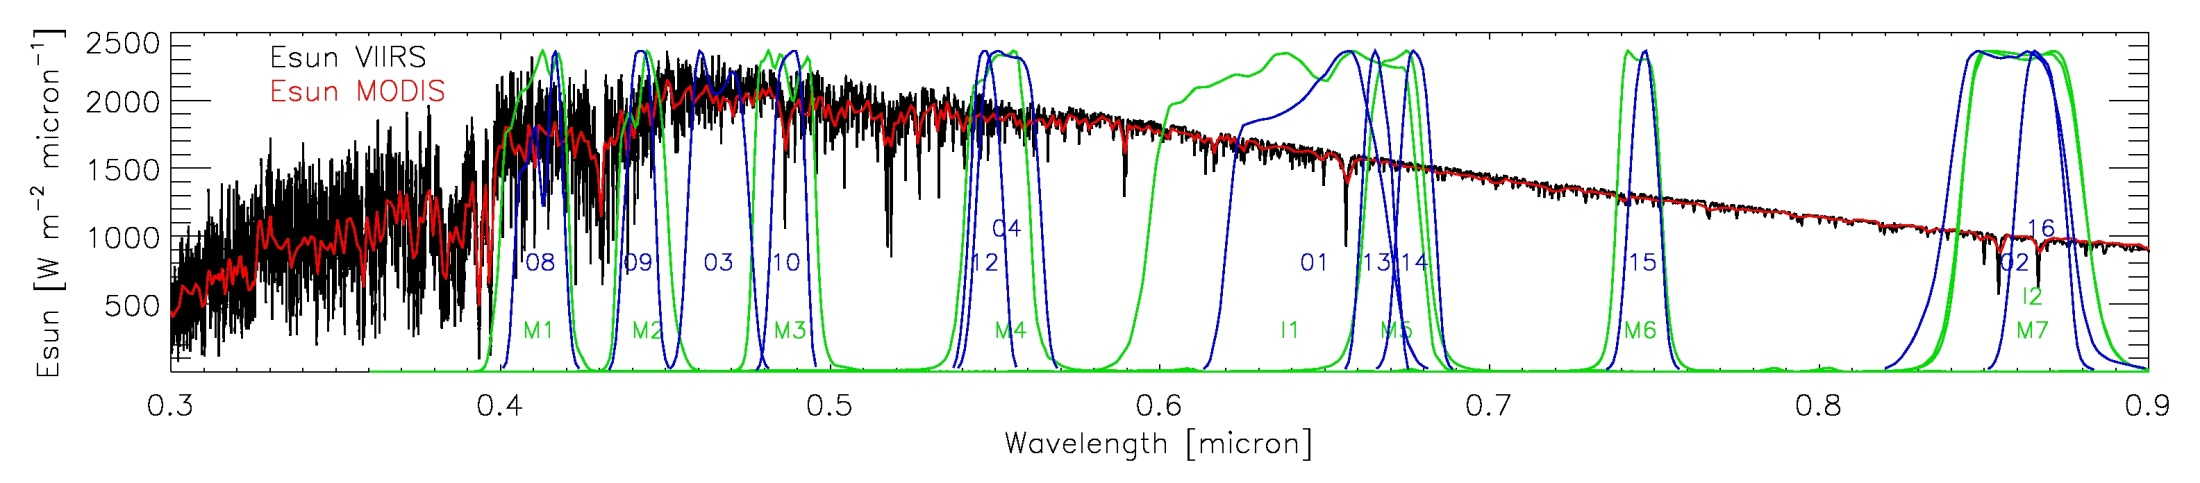 Esun VIIRS
Esun MODIS
Esun [W m−2 micron−1]
2500
2000
1500
1000
500
04
16
08
09
03
10
12
01
13
14
15
02
I2
M1
M2
M3
M4
I1
M5
M6
M7
0.3
0.4
0.5
0.6
0.7
0.8
0.9
Wavelength [micron]